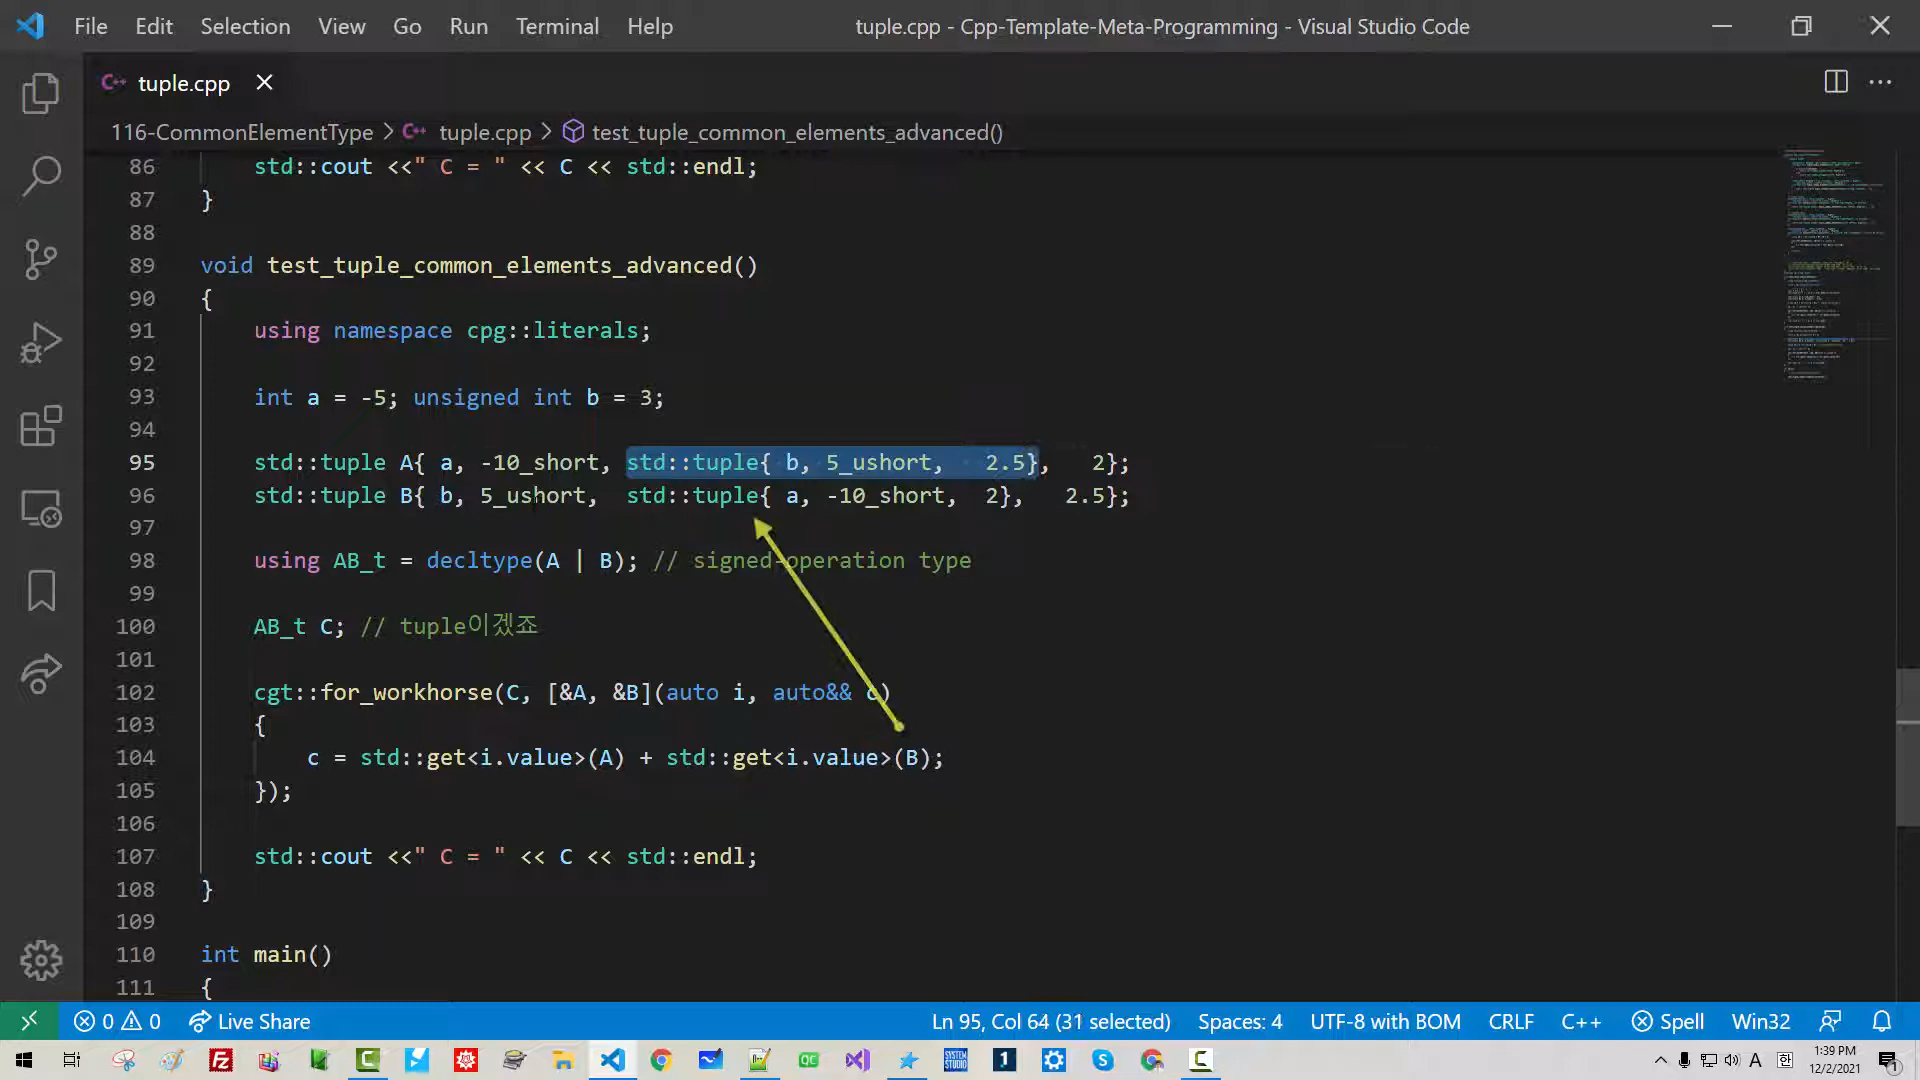 File Edit Selection View Go Run Terminal Help tuple.cpp - Cpp-Template-Meta-Programming - Visual Studio Code
C++ tuple.cpp
116-CommonElementType > C++ tuple.cpp > test_tuple_common_elements_advanced()
86 std::cout <<" C = " << C << std::endl;
87 }
88
89 void test_tuple_common_elements_advanced()
90 {
91 using namespace cpg::literals;
92
93 int a = -5; unsigned int b = 3;
94
95 std::tuple A{ a, -10_short, std::tuple{ b, 5_ushort, 2.5}, 2};
96 std::tuple B{ b, 5_ushort, std::tuple{ a, -10_short, 2}, 2.5};
97
98 using AB_t = decltype(A | B); // signed-operation type
99
100 AB_t C; // tuple이겠죠
101
102 cgt::for_workhorse(C, [&A, &B](auto i, auto&& c)
103 {
104 c = std::get<i.value>(A) + std::get<i.value>(B);
105 });
106
107 std::cout <<" C = " << C << std::endl;
108 }
109
110 int main()
111 {
0 0 Live Share Ln 95, Col 64 (31 selected) Spaces: 4 UTF-8 with BOM CRLF C++ Spell Win32
QC SYSTEM STUDIO 1 A 한 1:39 PM
12/2/2021